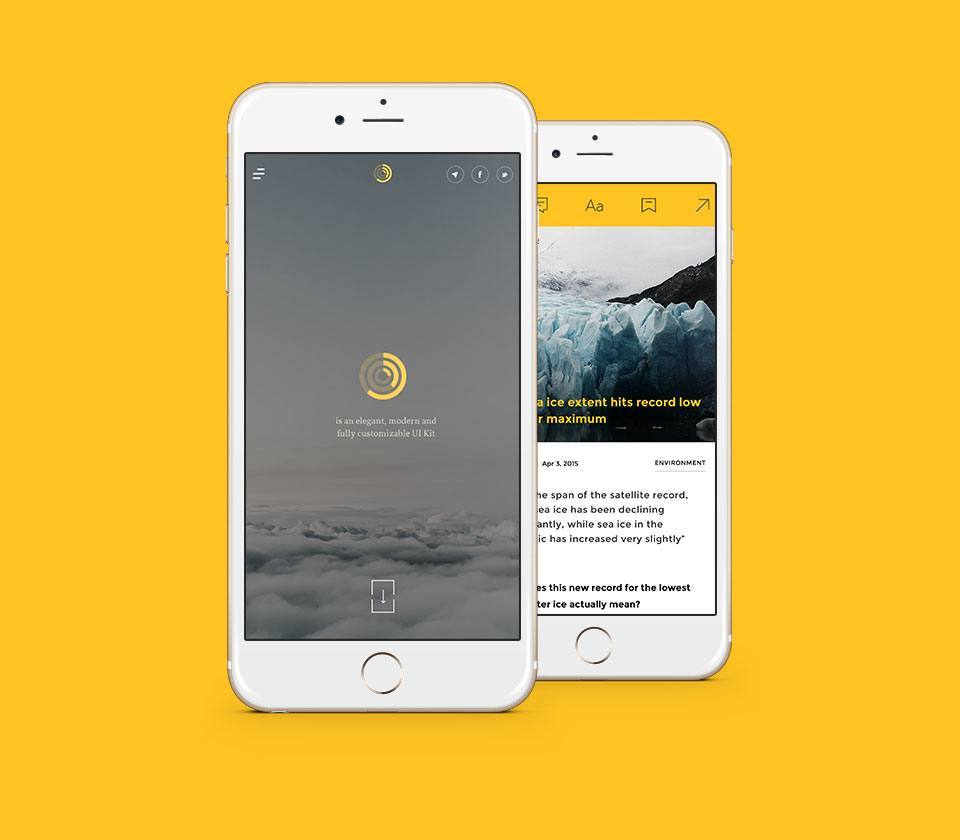 is an elegant, modern and
fully customizable UI Kit
Aa
a ice extent hits record low
r maximum
Apr 3, 2015
ENVIRONMENT
he span of the satellite record,
ea ice has been declining
antly, while sea ice in the
ic has increased very slightly"
es this new record for the lowest
ter ice actually mean?